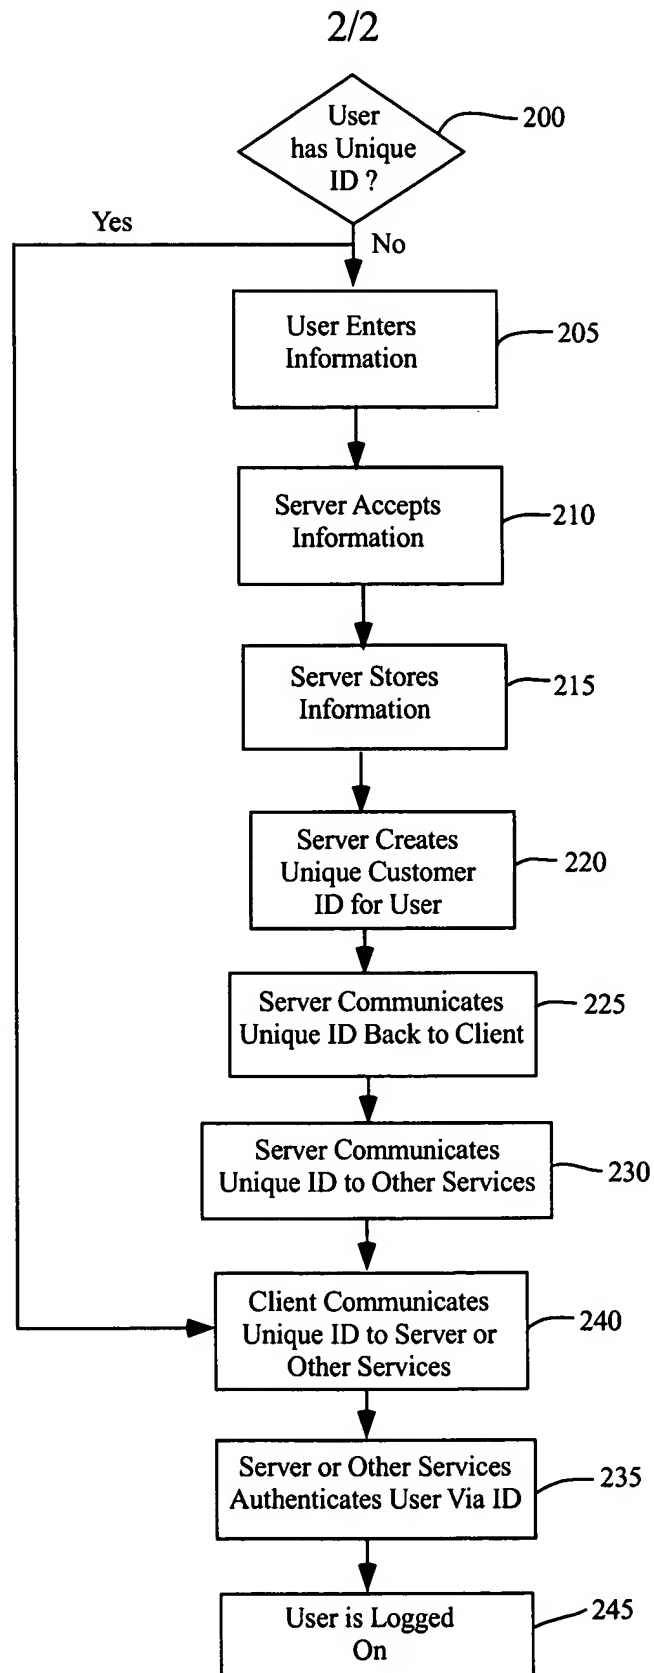 2/2
User
has Unique
ID ?
200
Yes
No
User Enters
Information
205
Server Accepts
Information
210
Server Stores
Information
215
Server Creates
Unique Customer
ID for User
220
Server Communicates
Unique ID Back to Client
225
Server Communicates
Unique ID to Other Services
230
Client Communicates
Unique ID to Server or
Other Services
240
Server or Other Services
Authenticates User Via ID
235
User is Logged
On
245